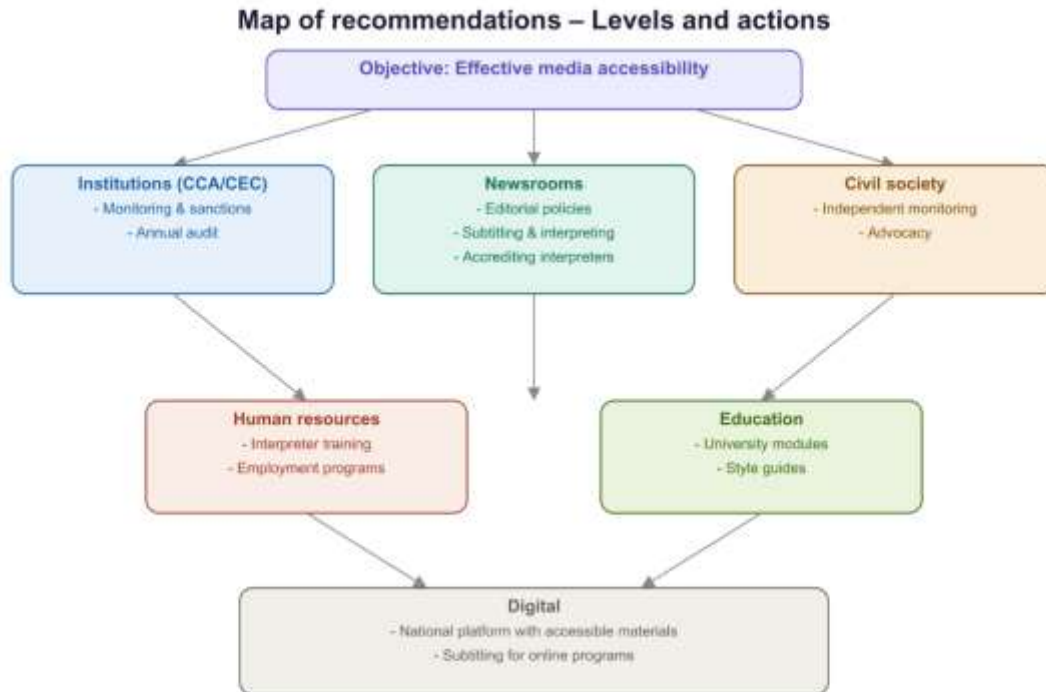 Map of recommendations – Levels and actions
Objective: Effective media accessibility
Institutions (CCA/CEC)
- Monitoring & sanctions
- Annual audit
Newsrooms
- Editorial policies
- Subtitling & interpreting
- Accrediting interpreters
Civil society
- Independent monitoring
- Advocacy
Human resources
- Interpreter training
- Employment programs
Education
- University modules
- Style guides
Digital
- National platform with accessible materials
- Subtitling for online programs